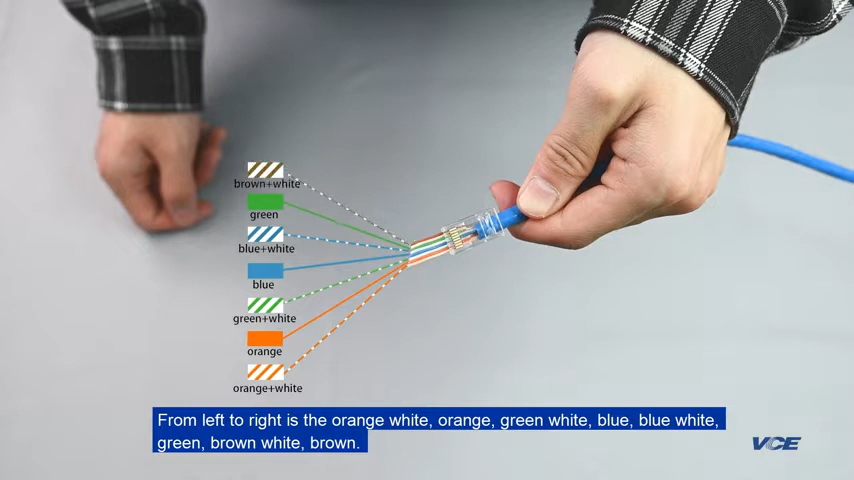 brown+white
green
blue+white
blue
green+white
orange
orange+white
From left to right is the orange white, orange, green white, blue, blue white,
green, brown white, brown.
VCE